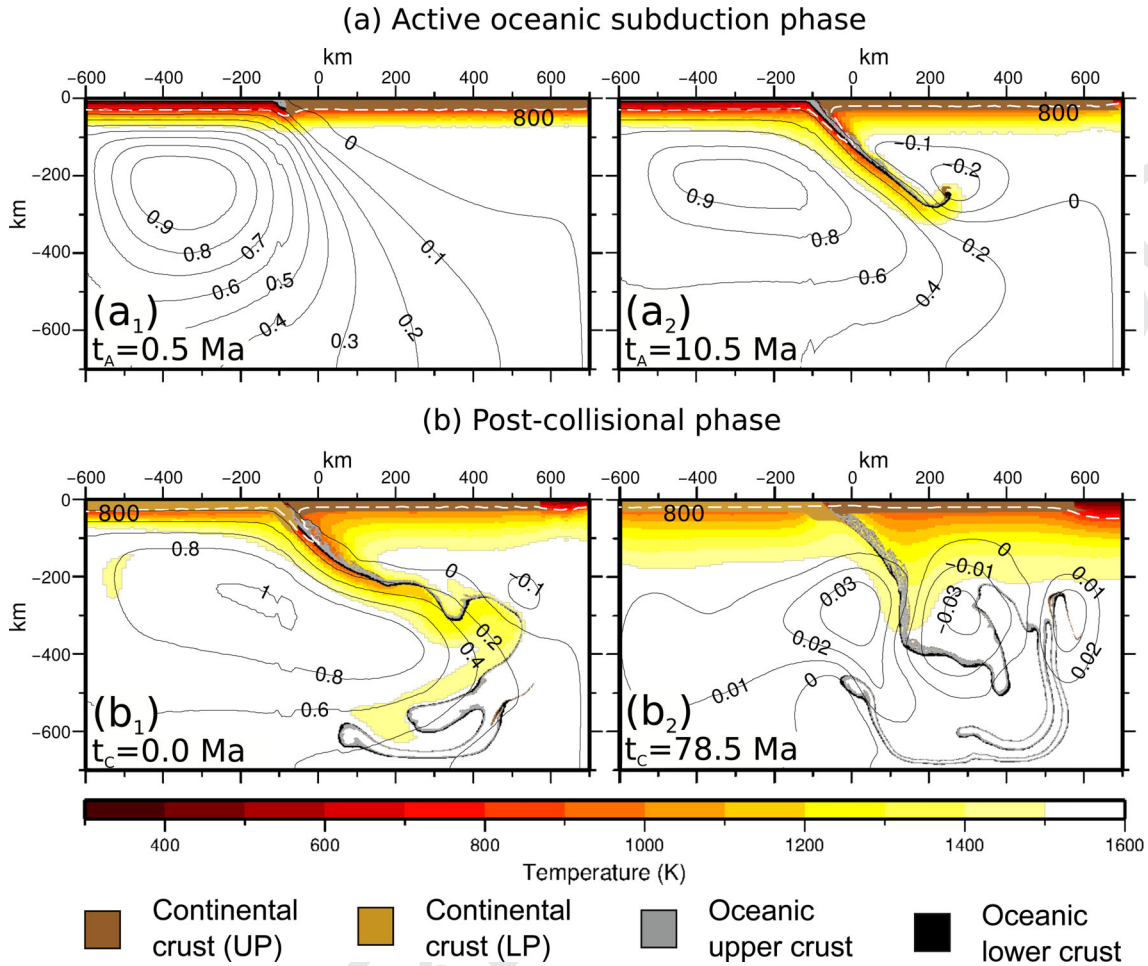 (a) Active oceanic subduction phase
km km
−600 −400 −200 0 200 400 600 −600 −400 −200 0 200 400 600
0
−200
−400
−600
km
800
0
0.9
0.8
0.7
0.6
0.5
0.4
0.3
0.2
0.1
(a₁)
t_A=0.5 Ma
800
−0.1
−0.2
0
0.9
0.8
0.6
0.2
0.4
(a₂)
t_A=10.5 Ma
(b) Post-collisional phase
km km
−600 −400 −200 0 200 400 600 −600 −400 −200 0 200 400 600
0
−200
−400
−600
km
800
0.8
1
0
−0.1
0.2
0.4
0.8
0.6
(b₁)
t_C=0.0 Ma
800
0
−0.01
0.01
0.03
−0.03
0.02
0.02
0.01
0
(b₂)
t_C=78.5 Ma
400 600 800 1000 1200 1400 1600
Temperature (K)
Continental Continental Oceanic Oceanic
crust (UP) crust (LP) upper crust lower crust